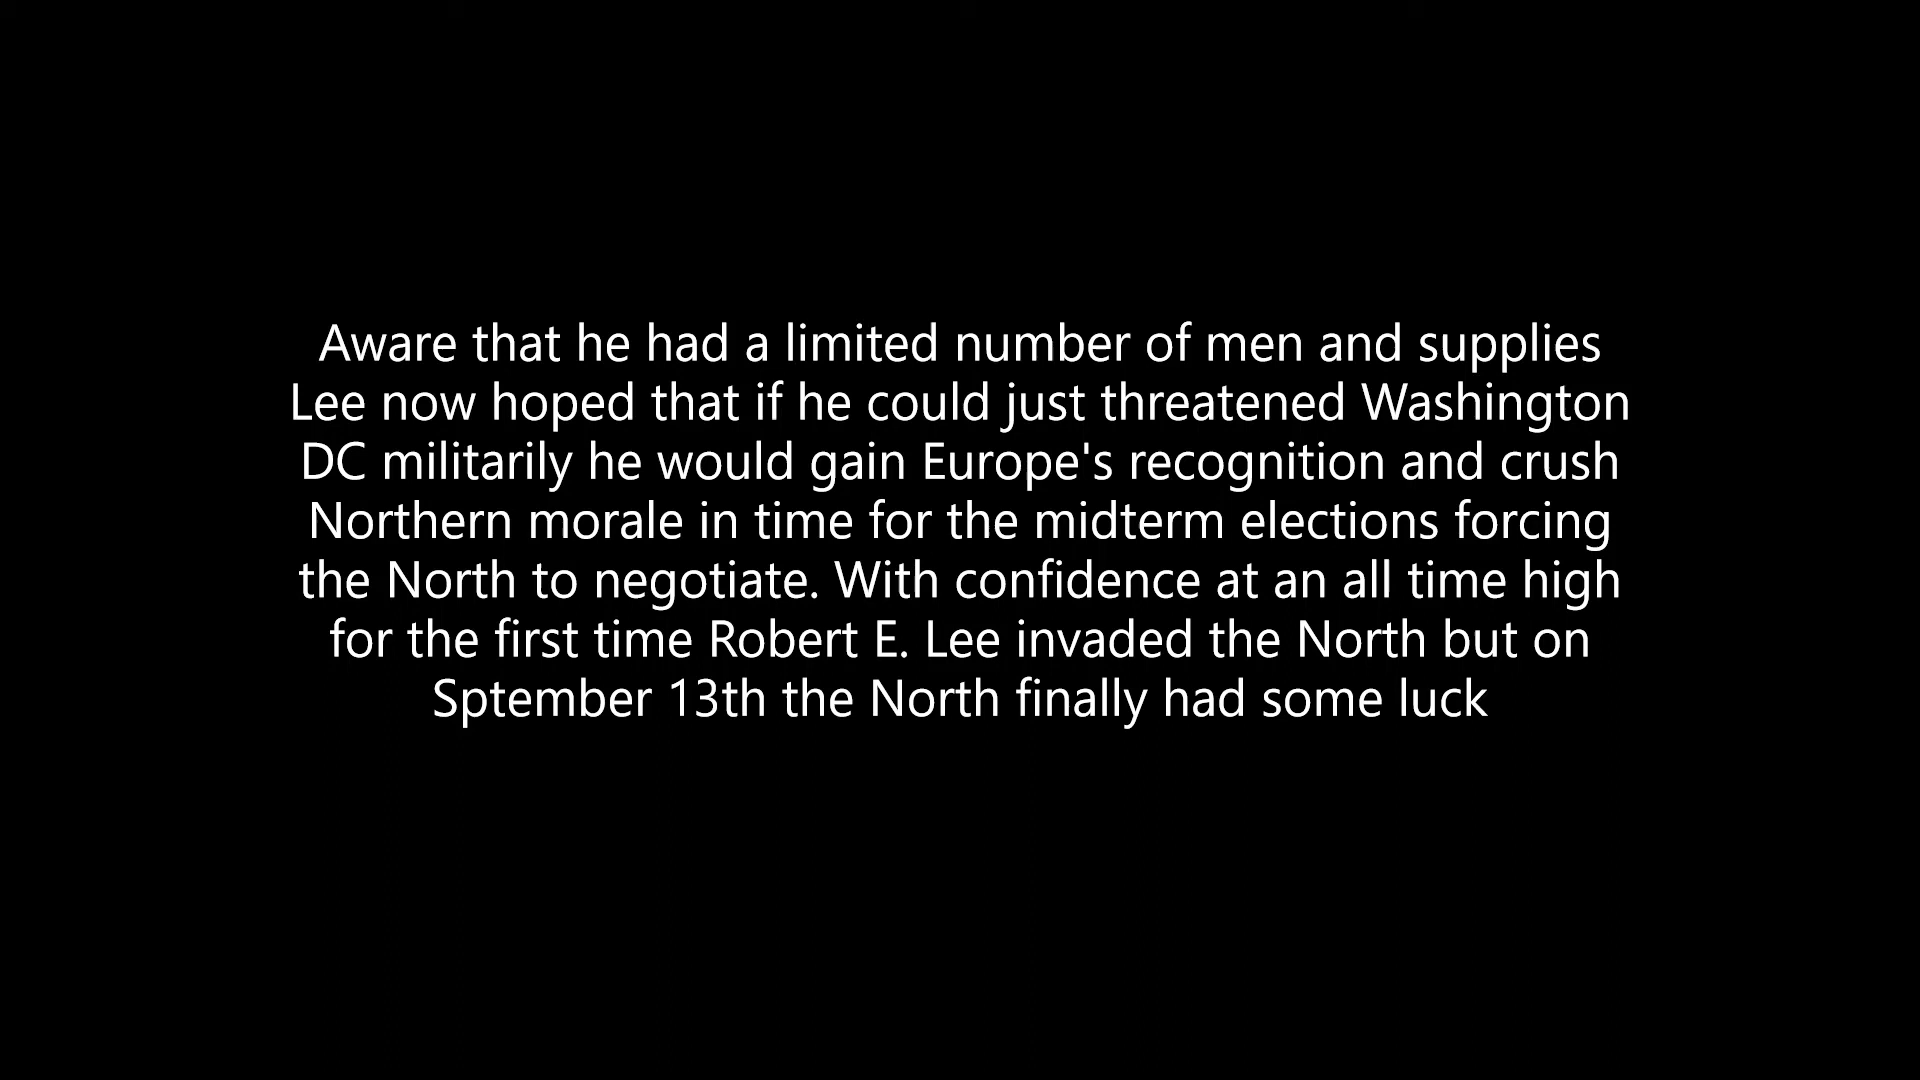 Aware that he had a limited number of men and supplies
Lee now hoped that if he could just threatened Washington
DC militarily he would gain Europe's recognition and crush
Northern morale in time for the midterm elections forcing
the North to negotiate. With confidence at an all time high
for the first time Robert E. Lee invaded the North but on
Sptember 13th the North finally had some luck